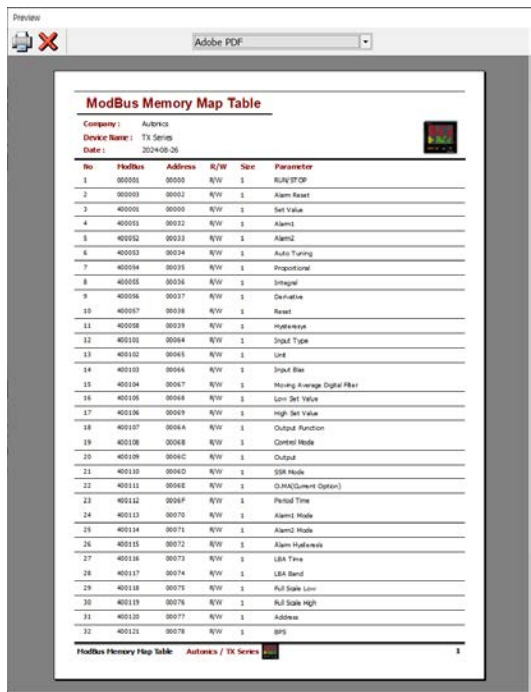 Preview
Adobe PDF
ModBus Memory Map Table
Company : Autonics
Device Name : TX Series
Date : 2024-08-26
No ModBus Address R/W Size Parameter
1 000001 00000 R/W 1 RUN/STOP
2 000003 00002 R/W 1 Alarm Reset
3 400001 00000 R/W 1 Set Value
4 400051 00032 R/W 1 Alarm1
5 400052 00033 R/W 1 Alarm2
6 400053 00034 R/W 1 Auto Tuning
7 400054 00035 R/W 1 Proportional
8 400055 00036 R/W 1 Integral
9 400056 00037 R/W 1 Derivative
10 400057 00038 R/W 1 Reset
11 400058 00039 R/W 1 Hysteresys
12 400101 00064 R/W 1 Input Type
13 400102 00065 R/W 1 Unit
14 400103 00066 R/W 1 Input Bias
15 400104 00067 R/W 1 Moving Average Digital Filter
16 400105 00068 R/W 1 Low Set Value
17 400106 00069 R/W 1 High Set Value
18 400107 0006A R/W 1 Output Function
19 400108 0006B R/W 1 Control Mode
20 400109 0006C R/W 1 Output
21 400110 0006D R/W 1 SSR Mode
22 400111 0006E R/W 1 O.MA(Current Option)
23 400112 0006F R/W 1 Period Time
24 400113 00070 R/W 1 Alarm1 Mode
25 400114 00071 R/W 1 Alarm2 Mode
26 400115 00072 R/W 1 Alarm Hysteresis
27 400116 00073 R/W 1 LBA Time
28 400117 00074 R/W 1 LBA Band
29 400118 00075 R/W 1 Full Scale Low
30 400119 00076 R/W 1 Full Scale High
31 400120 00077 R/W 1 Address
32 400121 00078 R/W 1 BPS
ModBus Memory Map Table Autonics / TX Series 1